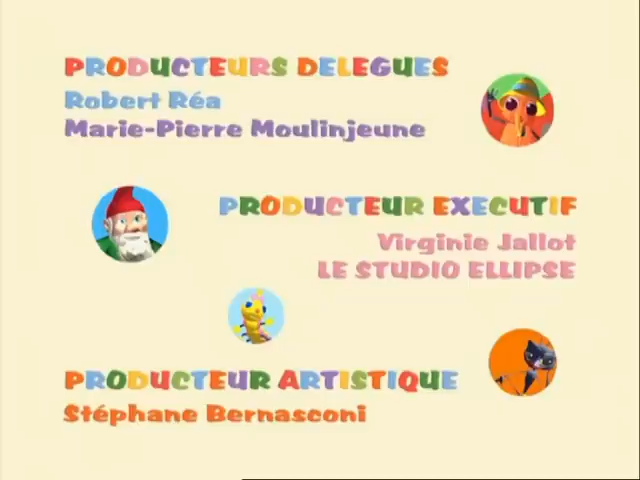 PRODUCTEURS DELEGUES
Robert Réa
Marie-Pierre Moulinjeune
PRODUCTEUR EXECUTIF
Virginie Jallot
LE STUDIO ELLIPSE
PRODUCTEUR ARTISTIQUE
Stéphane Bernasconi